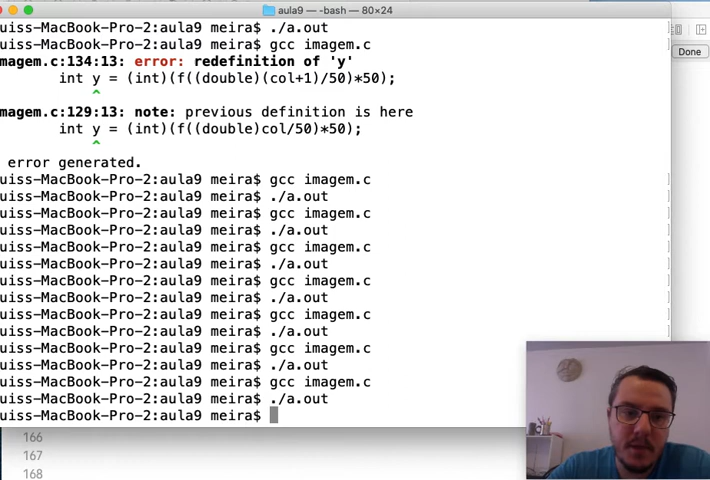 aula9 — -bash — 80×24
uiss-MacBook-Pro-2:aula9 meira$ ./a.out
uiss-MacBook-Pro-2:aula9 meira$ gcc imagem.c
magem.c:134:13: error: redefinition of 'y'
int y = (int)(f((double)(col+1)/50)*50);
^
magem.c:129:13: note: previous definition is here
int y = (int)(f((double)col/50)*50);
^
error generated.
uiss-MacBook-Pro-2:aula9 meira$ gcc imagem.c
uiss-MacBook-Pro-2:aula9 meira$ ./a.out
uiss-MacBook-Pro-2:aula9 meira$ gcc imagem.c
uiss-MacBook-Pro-2:aula9 meira$ ./a.out
uiss-MacBook-Pro-2:aula9 meira$ gcc imagem.c
uiss-MacBook-Pro-2:aula9 meira$ ./a.out
uiss-MacBook-Pro-2:aula9 meira$ gcc imagem.c
uiss-MacBook-Pro-2:aula9 meira$ ./a.out
uiss-MacBook-Pro-2:aula9 meira$ gcc imagem.c
uiss-MacBook-Pro-2:aula9 meira$ ./a.out
uiss-MacBook-Pro-2:aula9 meira$ gcc imagem.c
uiss-MacBook-Pro-2:aula9 meira$ ./a.out
uiss-MacBook-Pro-2:aula9 meira$ gcc imagem.c
uiss-MacBook-Pro-2:aula9 meira$ ./a.out
uiss-MacBook-Pro-2:aula9 meira$
Done
166
167
168